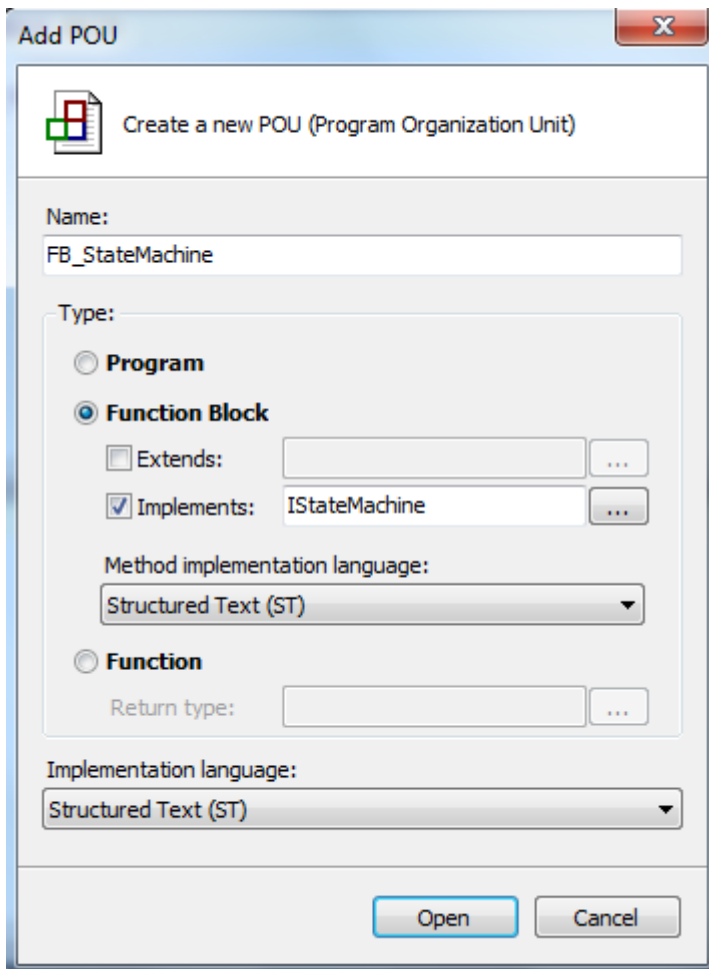 Add POU
Create a new POU (Program Organization Unit)
Name:
FB_StateMachine
Type:
Program
Function Block
Extends:
...
Implements: IStateMachine ...
Method implementation language:
Structured Text (ST)
Function
Return type:
...
Implementation language:
Structured Text (ST)
Open Cancel